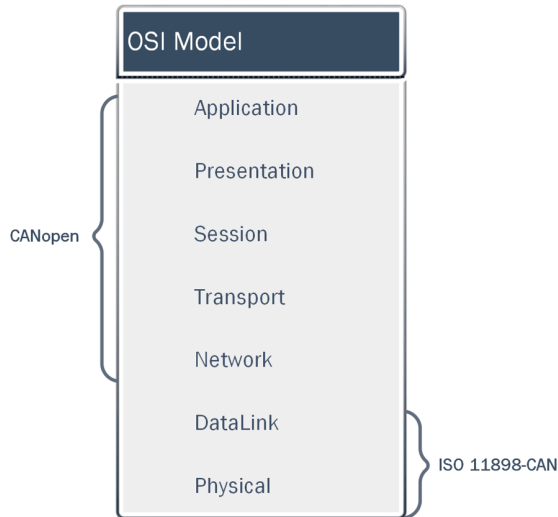 OSI Model
Application
Presentation
CANopen
Session
Transport
Network
DataLink
ISO 11898-CAN
Physical